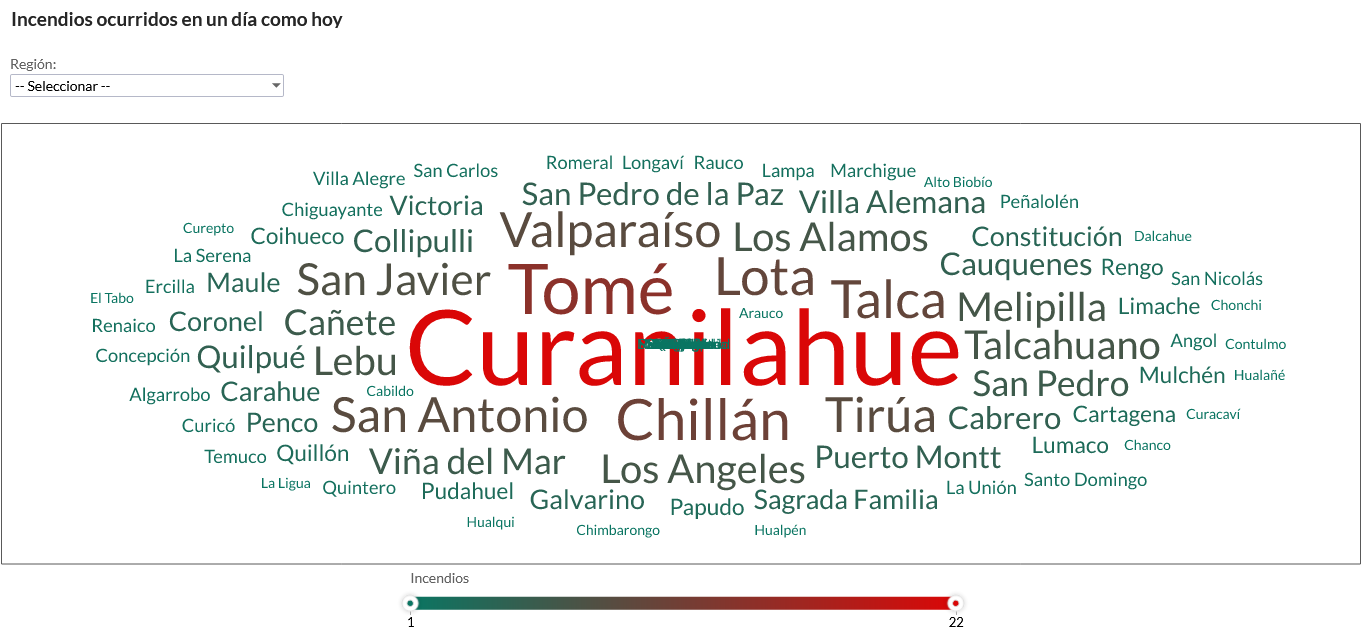 Incendios ocurridos en un día como hoy
Región:
-- Seleccionar --
Romeral Longaví Rauco
Villa Alegre San Carlos Lampa Marchigue
Alto Biobío
San Pedro de la Paz Villa Alemana Peñalolén
Chiguayante Victoria
Curepto Coihueco Collipulli Valparaíso Los Alamos Constitución Dalcahue
La Serena Cauquenes Rengo
Ercilla Maule San Javier Tomé Lota San Nicolás
El Tabo Talca Melipilla Limache Chonchi
Arauco
Renaico Coronel Cañete
Curanilahue Talcahuano Angol Contulmo
Concepción Quilpué Lebu
San Pedro Mulchén Hualañé
Algarrobo Carahue Cabildo
Curicó Penco San Antonio Chillán Tirúa Cabrero Cartagena Curacaví
Temuco Quillón Lumaco Chanco
Viña del Mar Los Angeles Puerto Montt
La Ligua Quintero Pudahuel La Unión Santo Domingo
Galvarino Papudo Sagrada Familia
Hualqui Chimbarongo Hualpén
Incendios
1 22